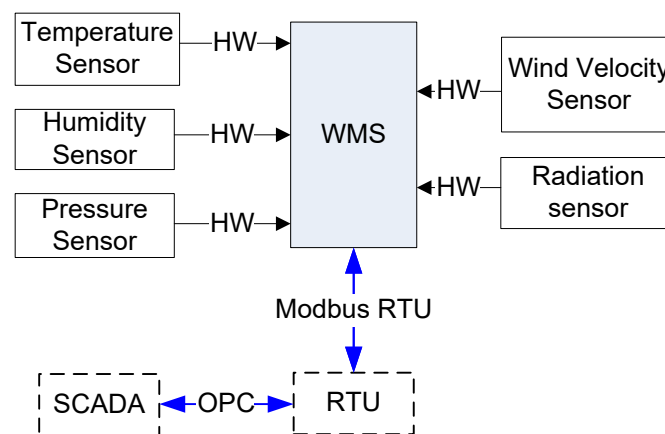 Temperature
Sensor
HW
Humidity
Sensor
HW
Pressure
Sensor
HW
WMS
HW
Wind Velocity
Sensor
HW
Radiation
sensor
Modbus RTU
SCADA
OPC
RTU